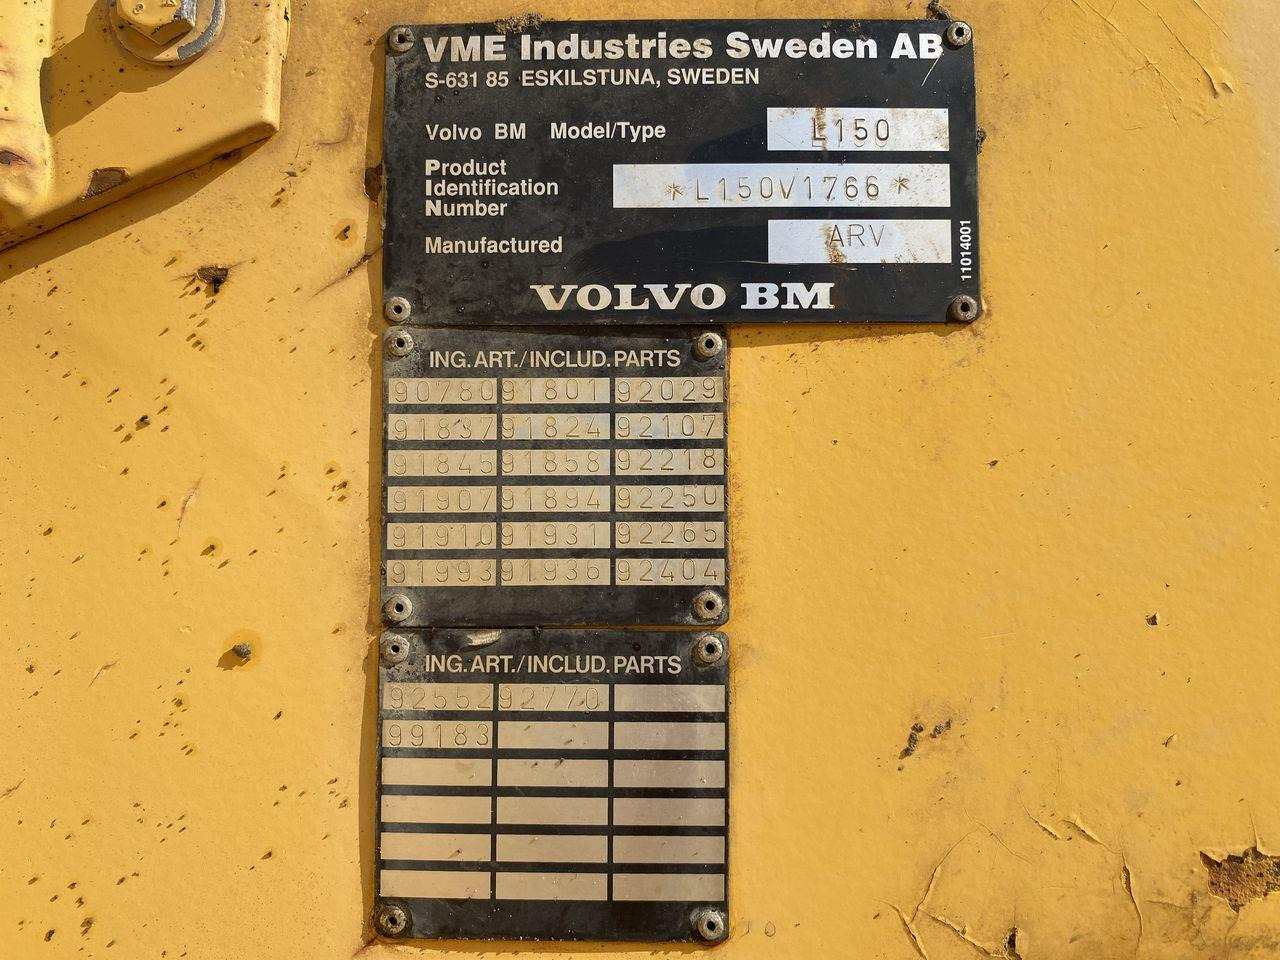 VME Industries Sweden AB
S-631 85 ESKILSTUNA, SWEDEN
Volvo BM Model/Type L150
Product
Identification *L150V1766*
Number
Manufactured ARV
11014001
VOLVO BM
ING. ART./INCLUD. PARTS
90780 91801 92029
91837 91824 92107
91845 91858 92218
91907 91894 92250
91910 91931 92265
91993 91936 92404
ING. ART./INCLUD. PARTS
92552 92770
99183